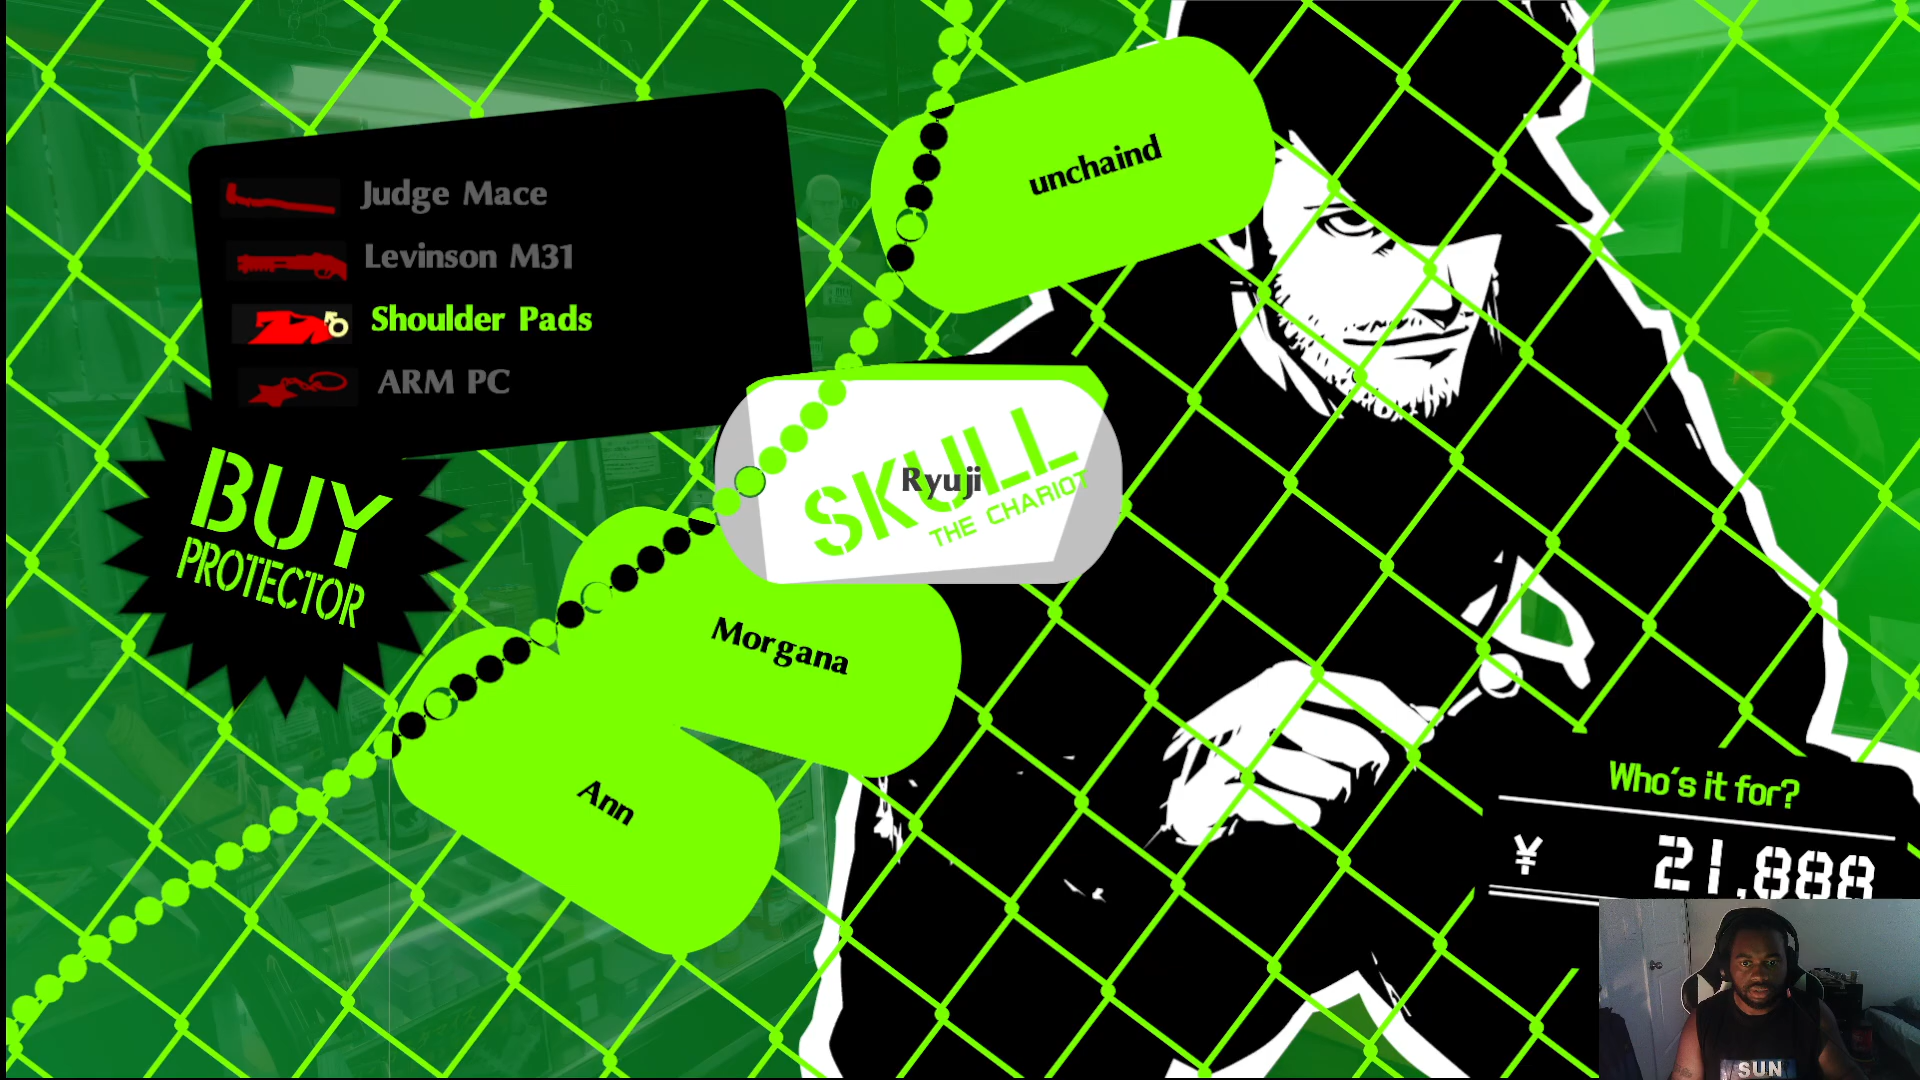 Judge Mace
Levinson M31
Shoulder Pads
ARM PC
BUY
PROTECTOR
unchaind
SKULL
THE CHARIOT
Ryuji
Morgana
Ann
Who's it for?
¥ 21,888
SUN